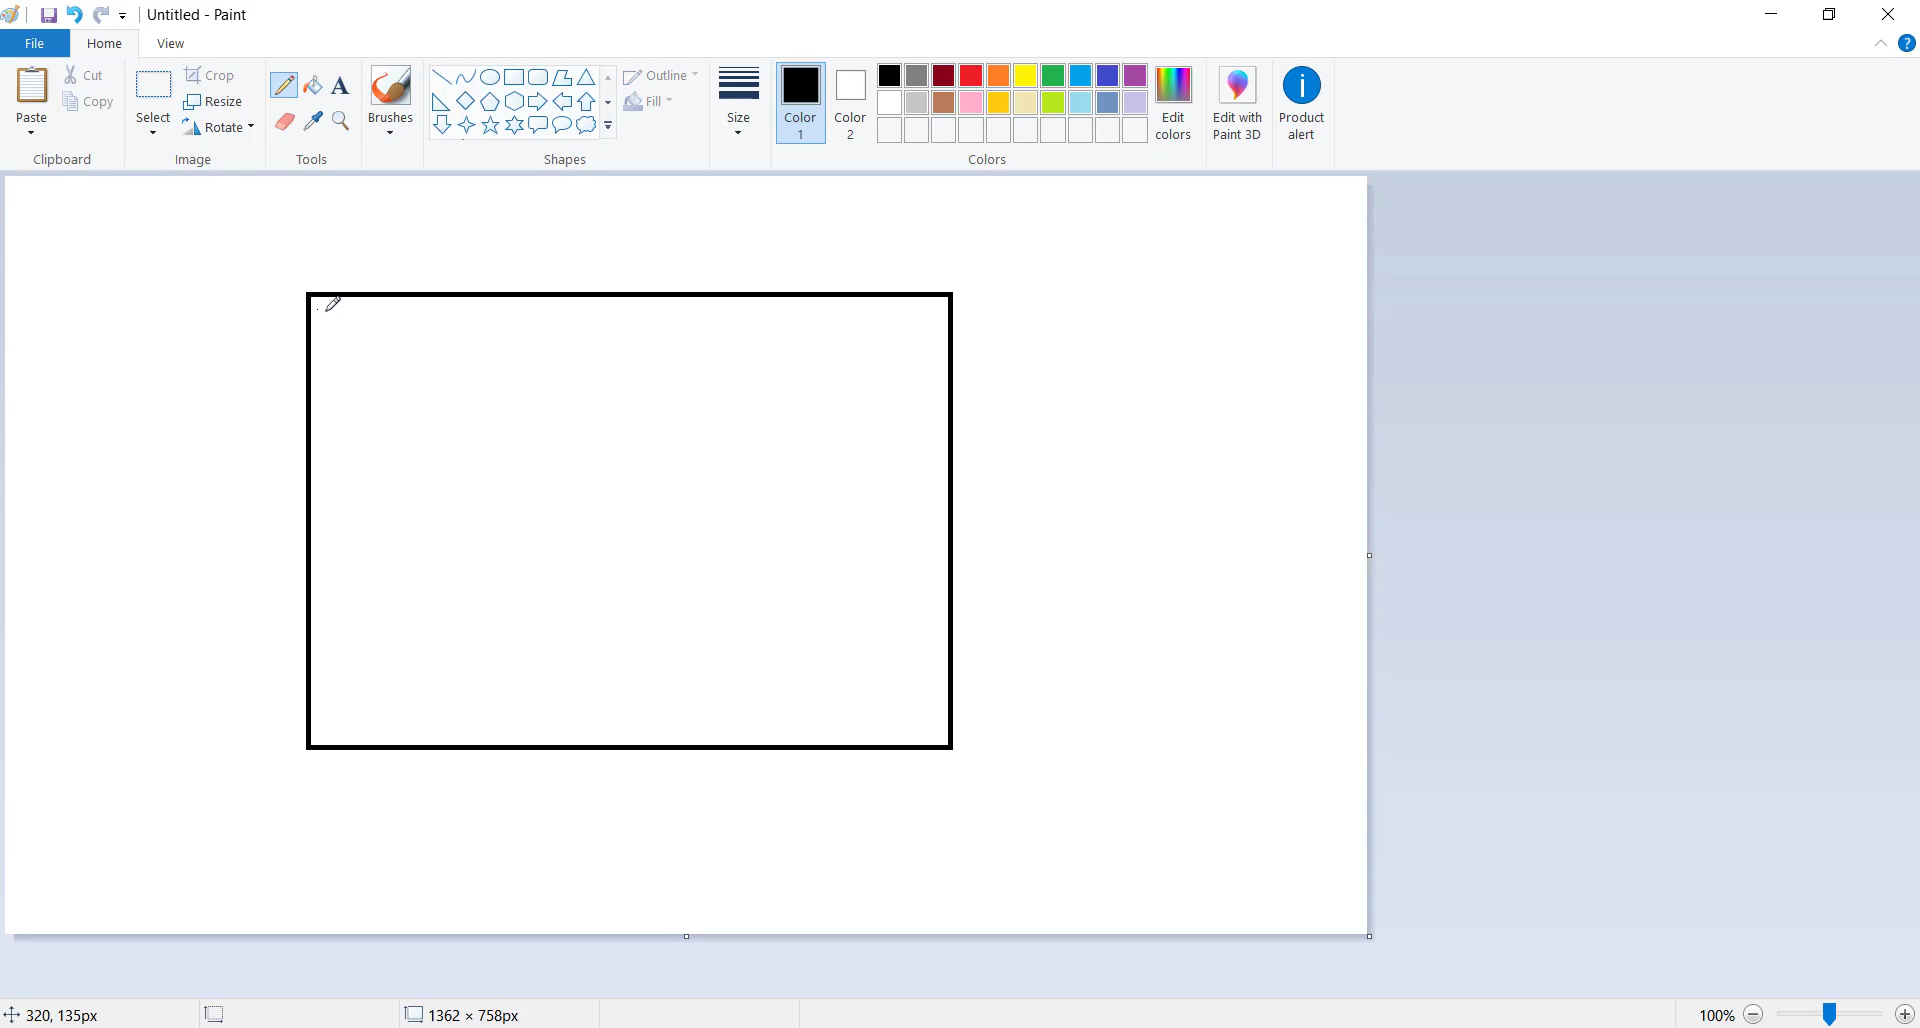 Untitled - Paint
File Home View
Paste Cut Copy Clipboard
Select Crop Resize Rotate Image
A Tools
Brushes
Shapes Outline Fill
Size
Color 1 Color 2 Edit colors Colors
Edit with Paint 3D
i Product alert
?
320, 135px 1362 × 758px 100%